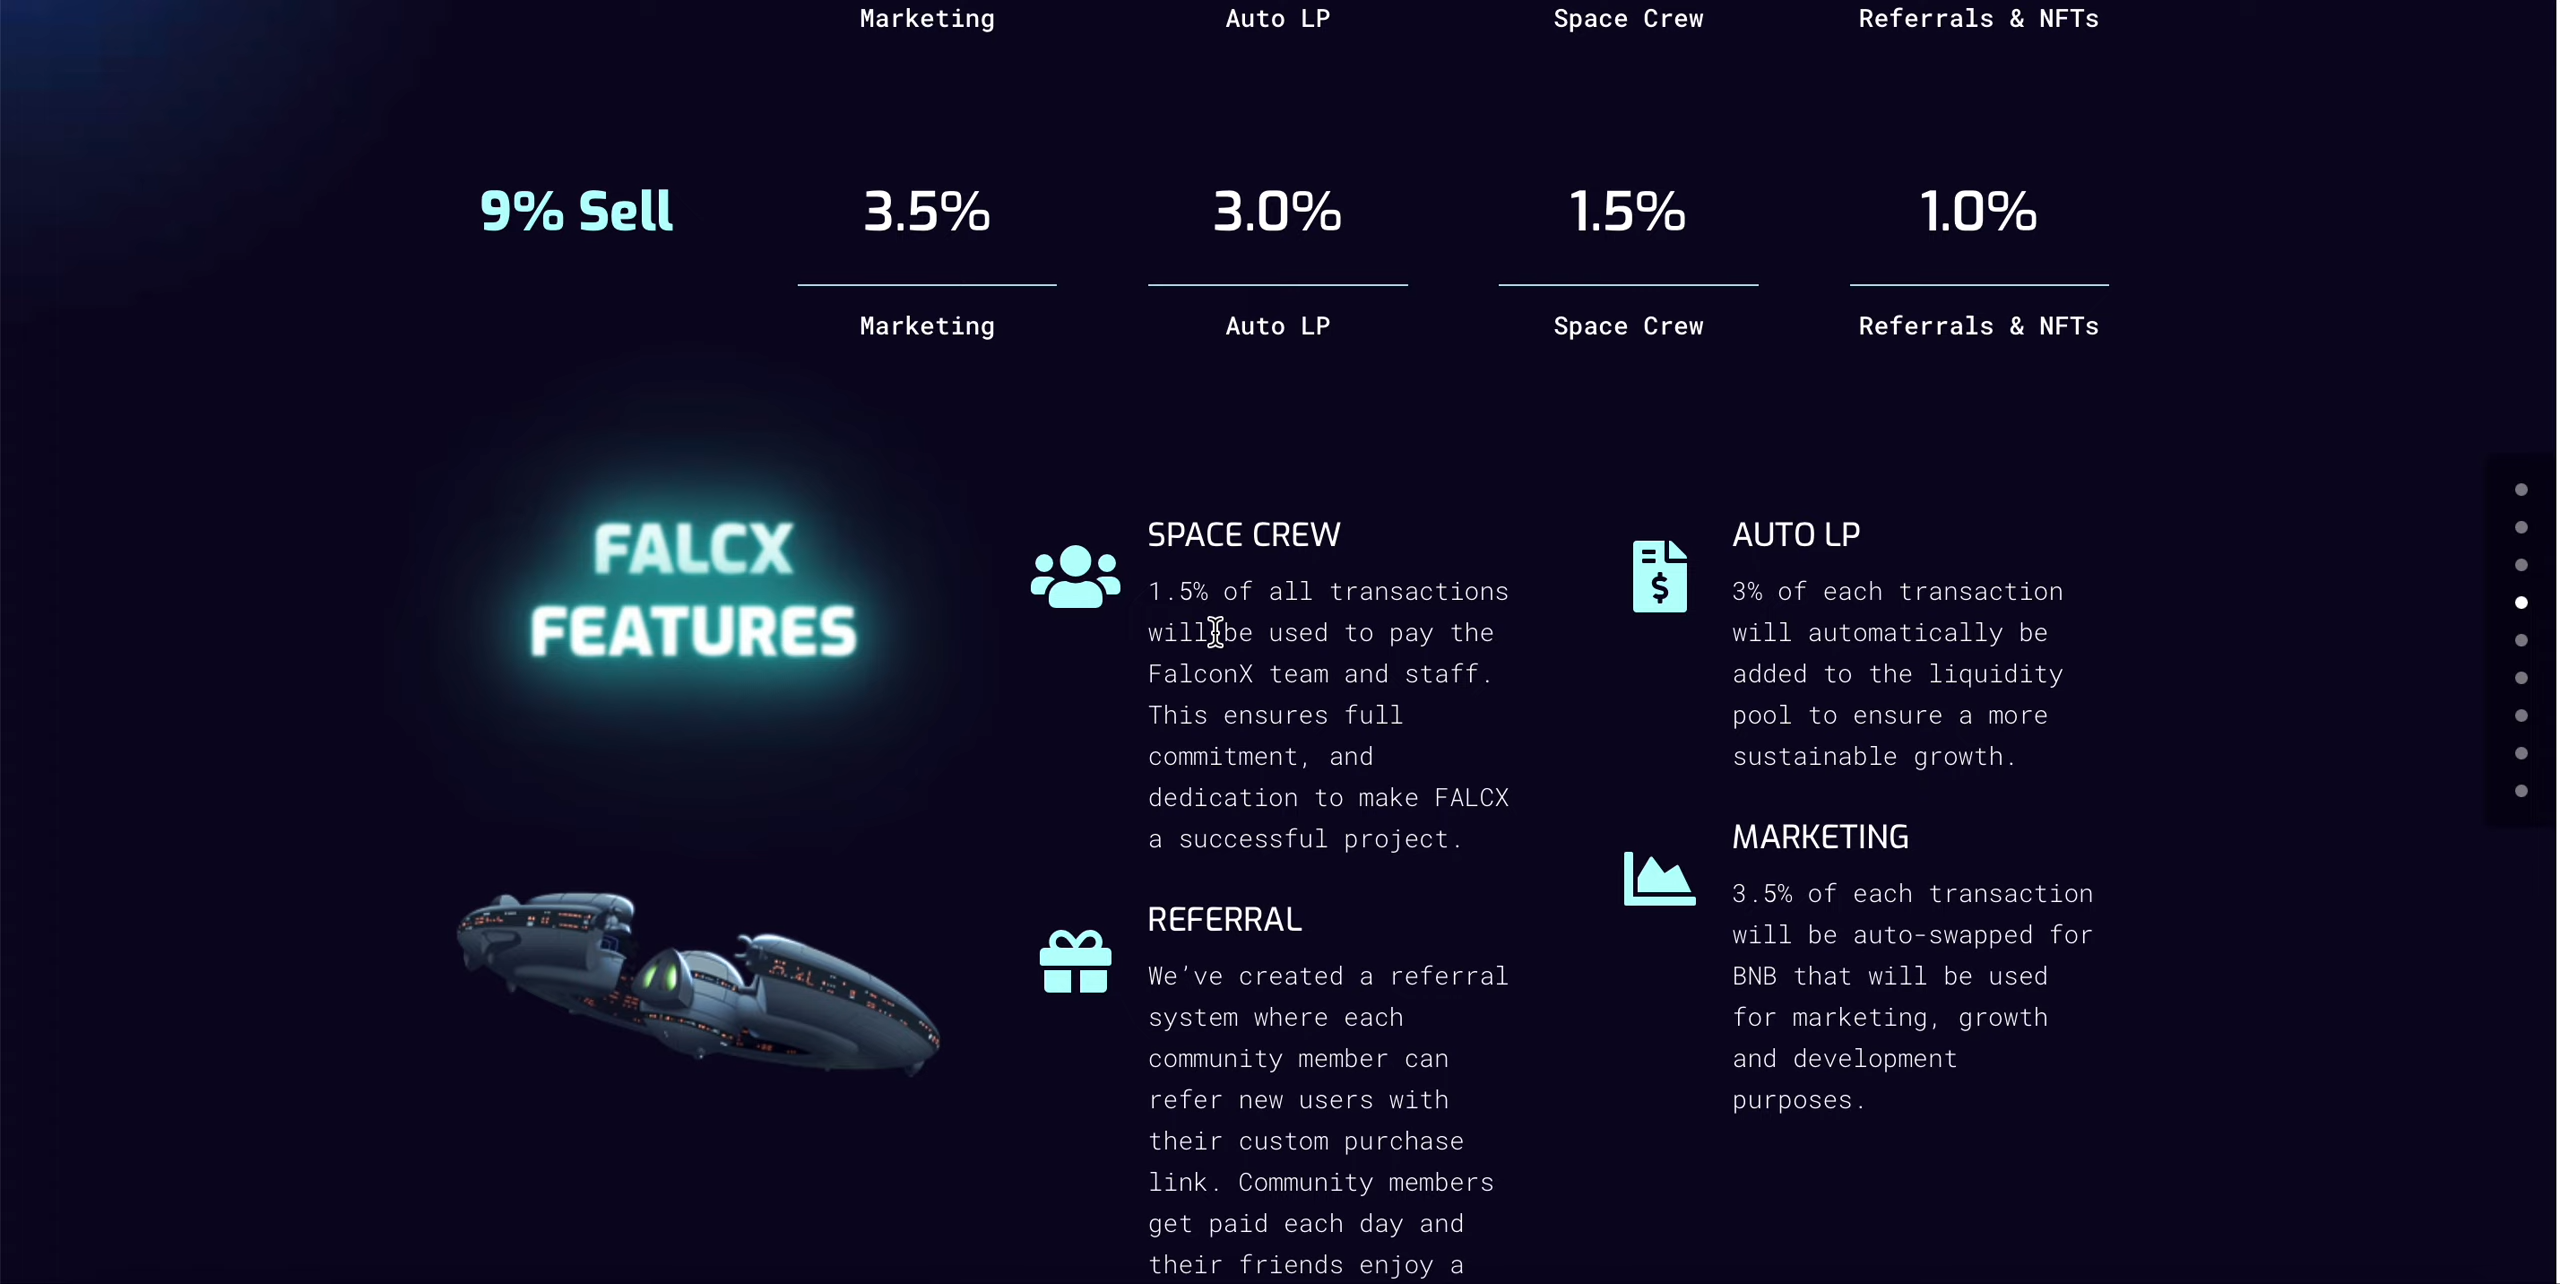 Marketing Auto LP Space Crew Referrals & NFTs
9% Sell 3.5% 3.0% 1.5% 1.0%
Marketing Auto LP Space Crew Referrals & NFTs
FALCX
FEATURES
SPACE CREW
1.5% of all transactions
will be used to pay the
FalconX team and staff.
This ensures full
commitment, and
dedication to make FALCX
a successful project.
REFERRAL
We’ve created a referral
system where each
community member can
refer new users with
their custom purchase
link. Community members
get paid each day and
their friends enjoy a
AUTO LP
3% of each transaction
will automatically be
added to the liquidity
pool to ensure a more
sustainable growth.
MARKETING
3.5% of each transaction
will be auto-swapped for
BNB that will be used
for marketing, growth
and development
purposes.